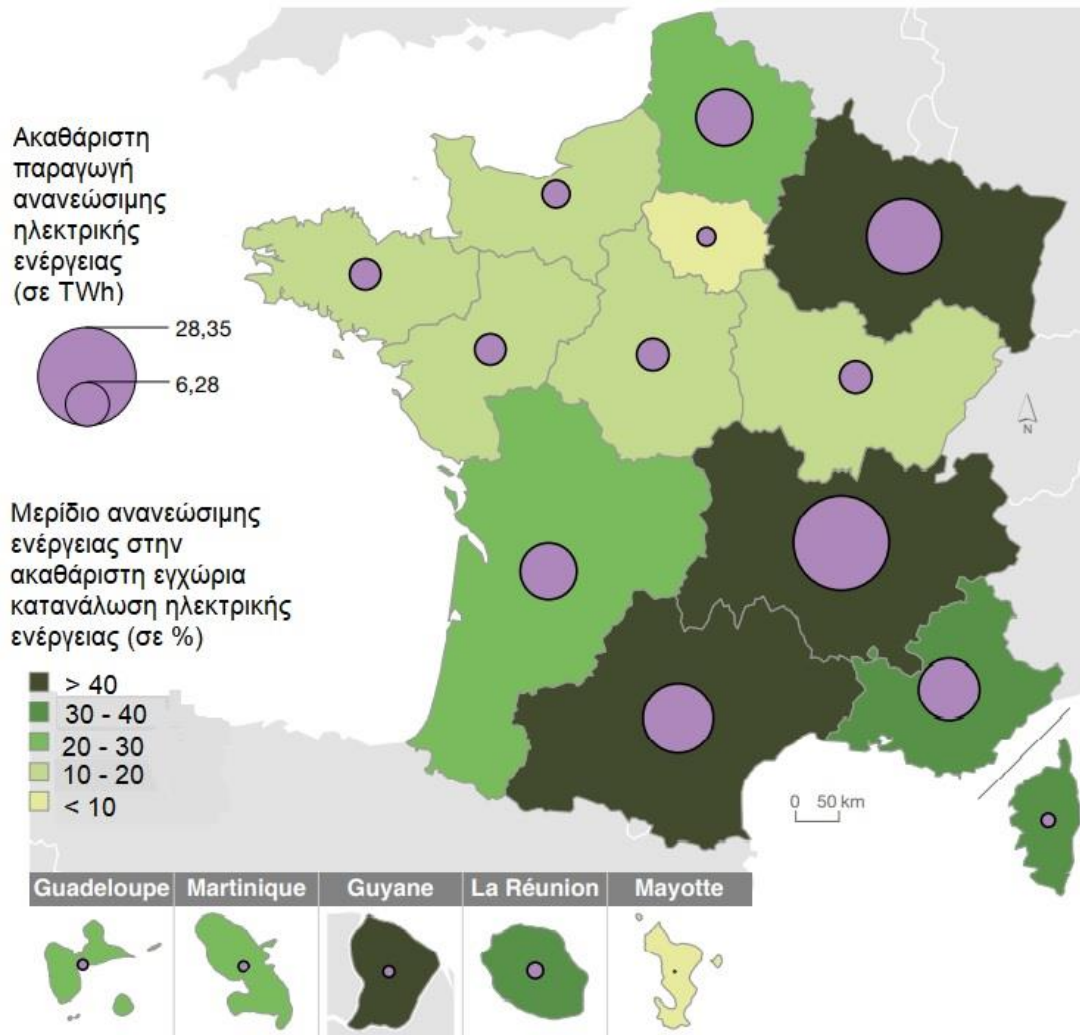 Ακαθάριστη
παραγωγή
ανανεώσιμης
ηλεκτρικής
ενέργειας
(σε TWh)
28,35
6,28
N
Μερίδιο ανανεώσιμης
ενέργειας στην
ακαθάριστη εγχώρια
κατανάλωση ηλεκτρικής
ενέργειας (σε %)
> 40
30 - 40
20 - 30
10 - 20
< 10
0 50 km
Guadeloupe Martinique Guyane La Réunion Mayotte